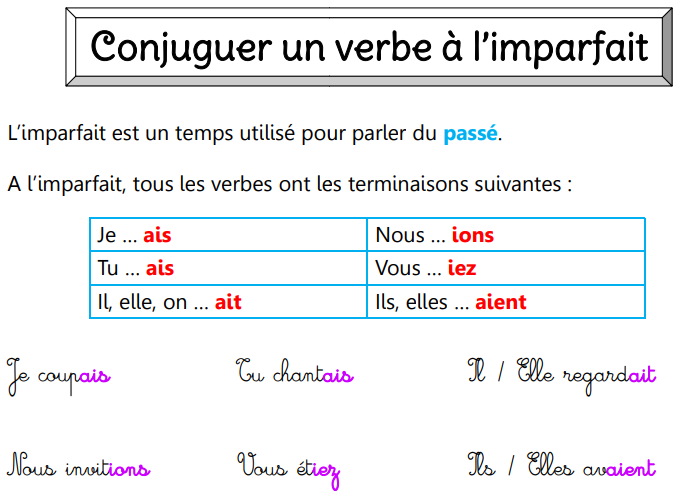 Conjuguer un verbe à l'imparfait
L'imparfait est un temps utilisé pour parler du passé.
A l'imparfait, tous les verbes ont les terminaisons suivantes :
Je ... ais Nous ... ions
Tu ... ais Vous ... iez
Il, elle, on ... ait Ils, elles ... aient
Je coupais Tu chantais Il / Elle regardait
Nous invitions Vous étiez Ils / Elles avaient